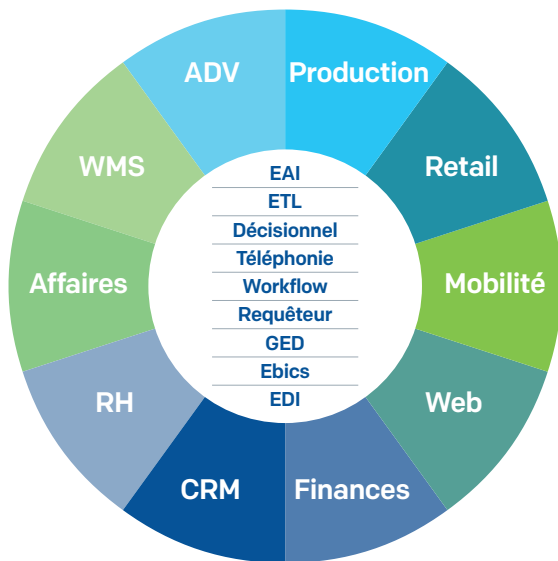 ADV
Production
WMS
Retail
EAI
ETL
Décisionnel
Téléphonie
Workflow
Requêteur
GED
Ebics
EDI
Affaires
Mobilité
RH
Web
CRM
Finances